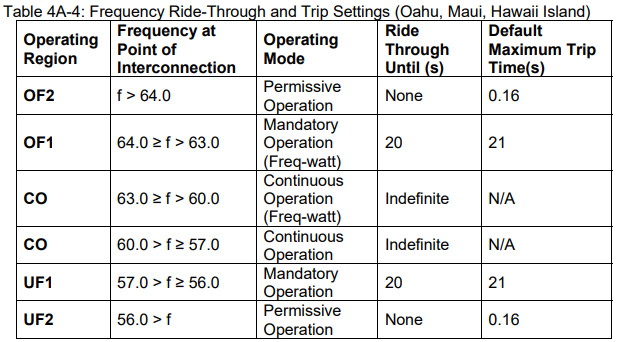 Table 4A-4: Frequency Ride-Through and Trip Settings (Oahu, Maui, Hawaii Island)
Operating Region
Frequency at Point of Interconnection
Operating Mode
Ride Through Until (s)
Default Maximum Trip Time(s)
OF2
f > 64.0
Permissive Operation
None
0.16
OF1
64.0 ≥ f > 63.0
Mandatory Operation (Freq-watt)
20
21
CO
63.0 ≥ f > 60.0
Continuous Operation (Freq-watt)
Indefinite
N/A
CO
60.0 > f ≥ 57.0
Continuous Operation
Indefinite
N/A
UF1
57.0 > f ≥ 56.0
Mandatory Operation
20
21
UF2
56.0 > f
Permissive Operation
None
0.16